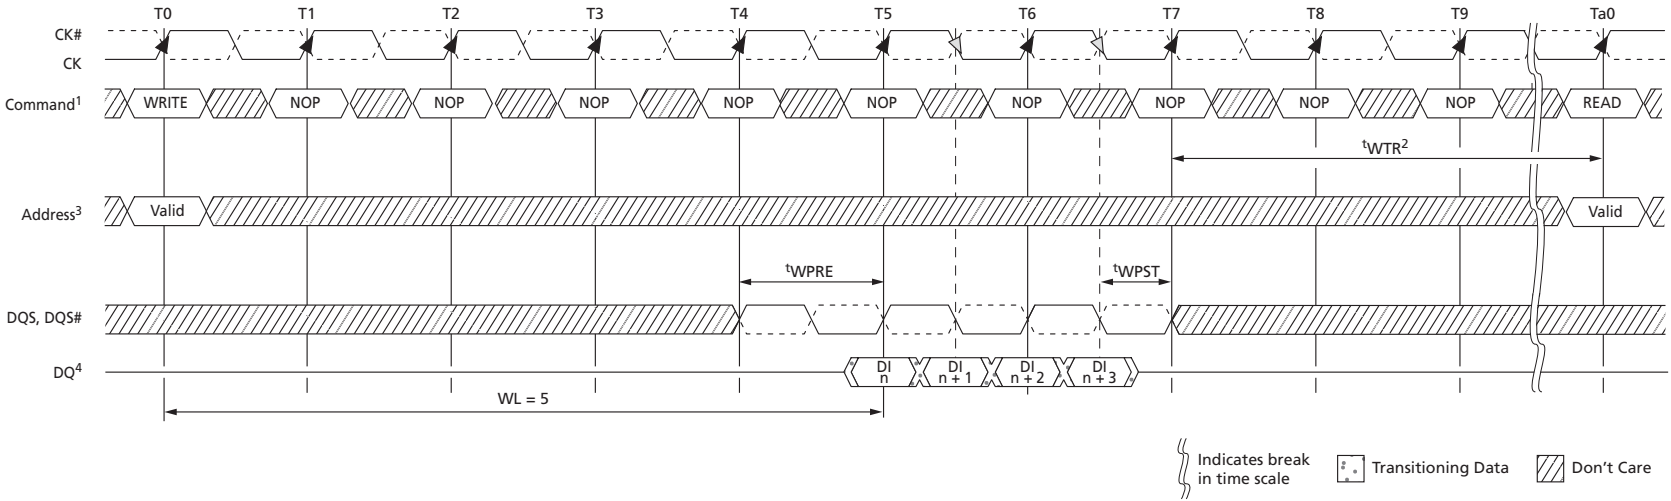 T0 T1 T2 T3 T4 T5 T6 T7 T8 T9 Ta0
CK#
CK
Command1 WRITE NOP NOP NOP NOP NOP NOP NOP NOP NOP READ
tWTR2
Address3 Valid Valid
tWPRE tWPST
DQS, DQS#
DQ4 DI n DI n + 1 DI n + 2 DI n + 3
WL = 5
Indicates break in time scale
Transitioning Data
Don't Care